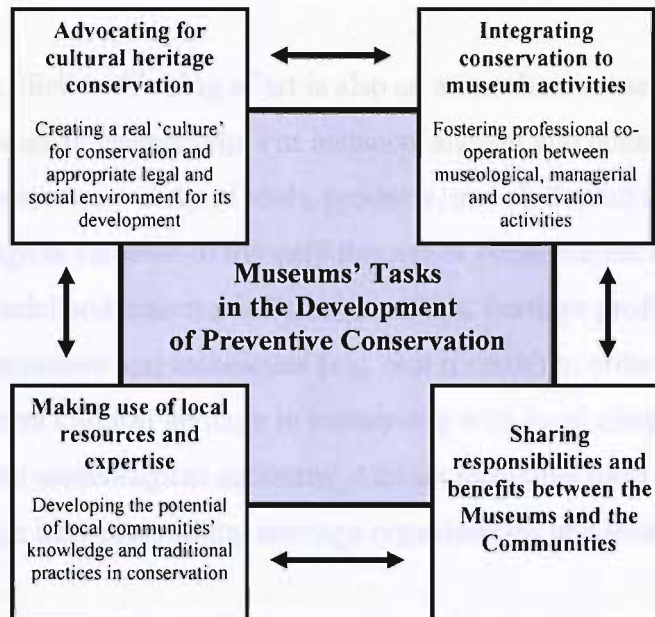 Advocating for
cultural heritage
conservation
Creating a real 'culture'
for conservation and
appropriate legal and
social environment for its
development
Integrating
conservation to
museum activities
Fostering professional co-
operation between
museological, managerial
and conservation
activities
Museums' Tasks
in the Development
of Preventive Conservation
Making use of local
resources and
expertise
Developing the potential
of local communities'
knowledge and traditional
practices in conservation
Sharing
responsibilities and
benefits between the
Museums and the
Communities